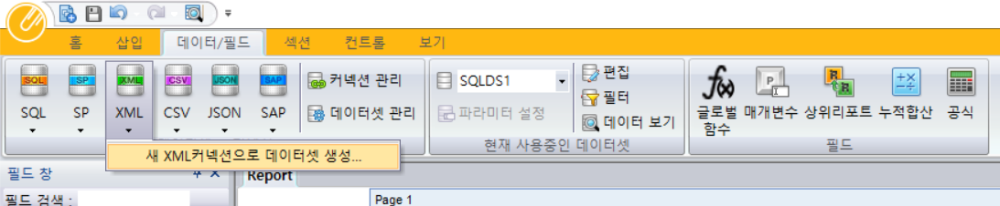 홈 삽입 데이터/필드 섹션 컨트롤 보기
SQL SP XML CSV JSON SAP
커넥션 관리
데이터셋 관리
SQL SP XML CSV JSON SAP
SQLDS1
파라미터 설정
편집
필터
데이터 보기
현재 사용중인 데이터셋
fx P R R +× -=
글로벌 함수 매개변수 상위리포트 누적합산 공식
필드
새 XML커넥션으로 데이터셋 생성...
필드 창
Report
필드 검색 :
Page 1